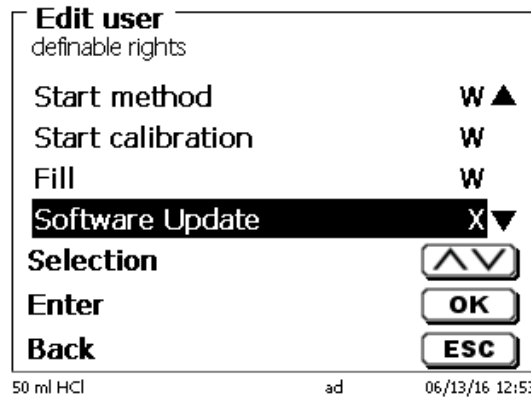 Edit user
definable rights
Start method W
Start calibration W
Fill W
Software Update X
Selection
Enter OK
Back ESC
50 ml HCl ad 06/13/16 12:53